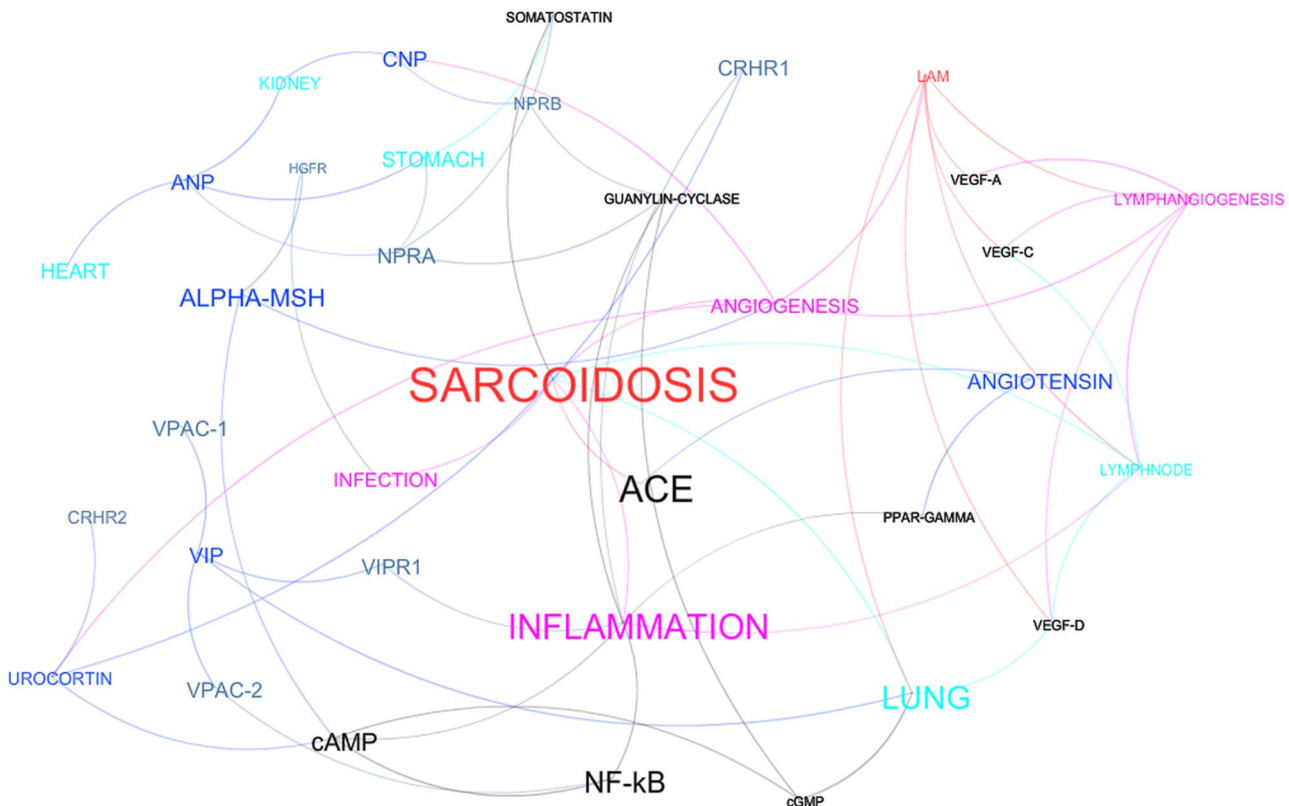 SOMATOSTATIN
CNP
CRHR1
LAM
KIDNEY
NPRB
STOMACH
HGFR
ANP
VEGF-A
GUANYLIN-CYCLASE
LYMPHANGIOGENESIS
VEGF-C
NPRA
HEART
ALPHA-MSH
ANGIOGENESIS
SARCOIDOSIS
ANGIOTENSIN
VPAC-1
INFECTION
ACE
LYMPHNODE
CRHR2
PPAR-GAMMA
VIP
VIPR1
INFLAMMATION
VEGF-D
UROCORTIN
VPAC-2
LUNG
cAMP
NF-kB
cGMP